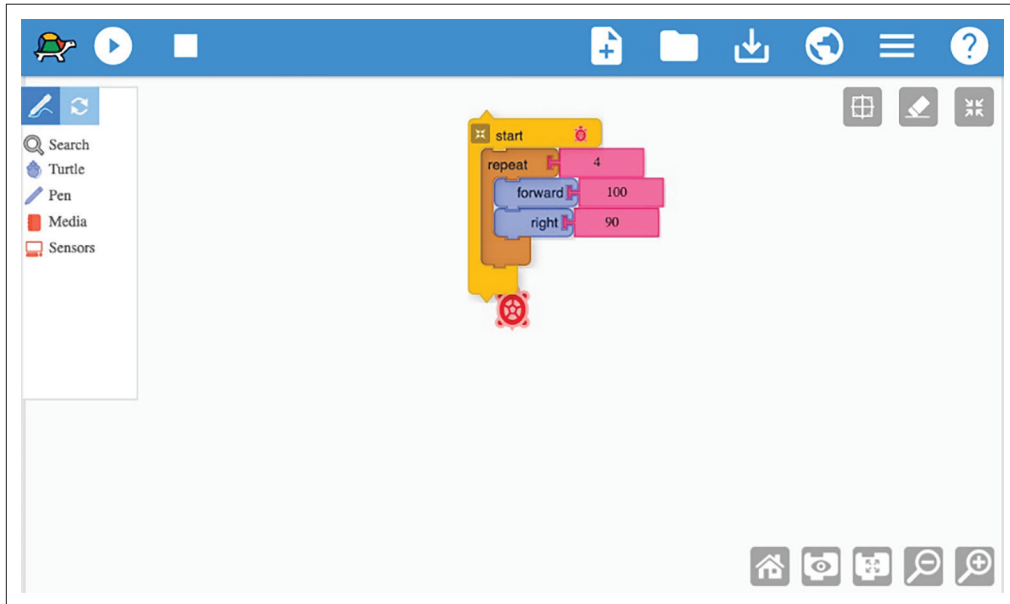 Search
Turtle
Pen
Media
Sensors
start
repeat 4
forward 100
right 90